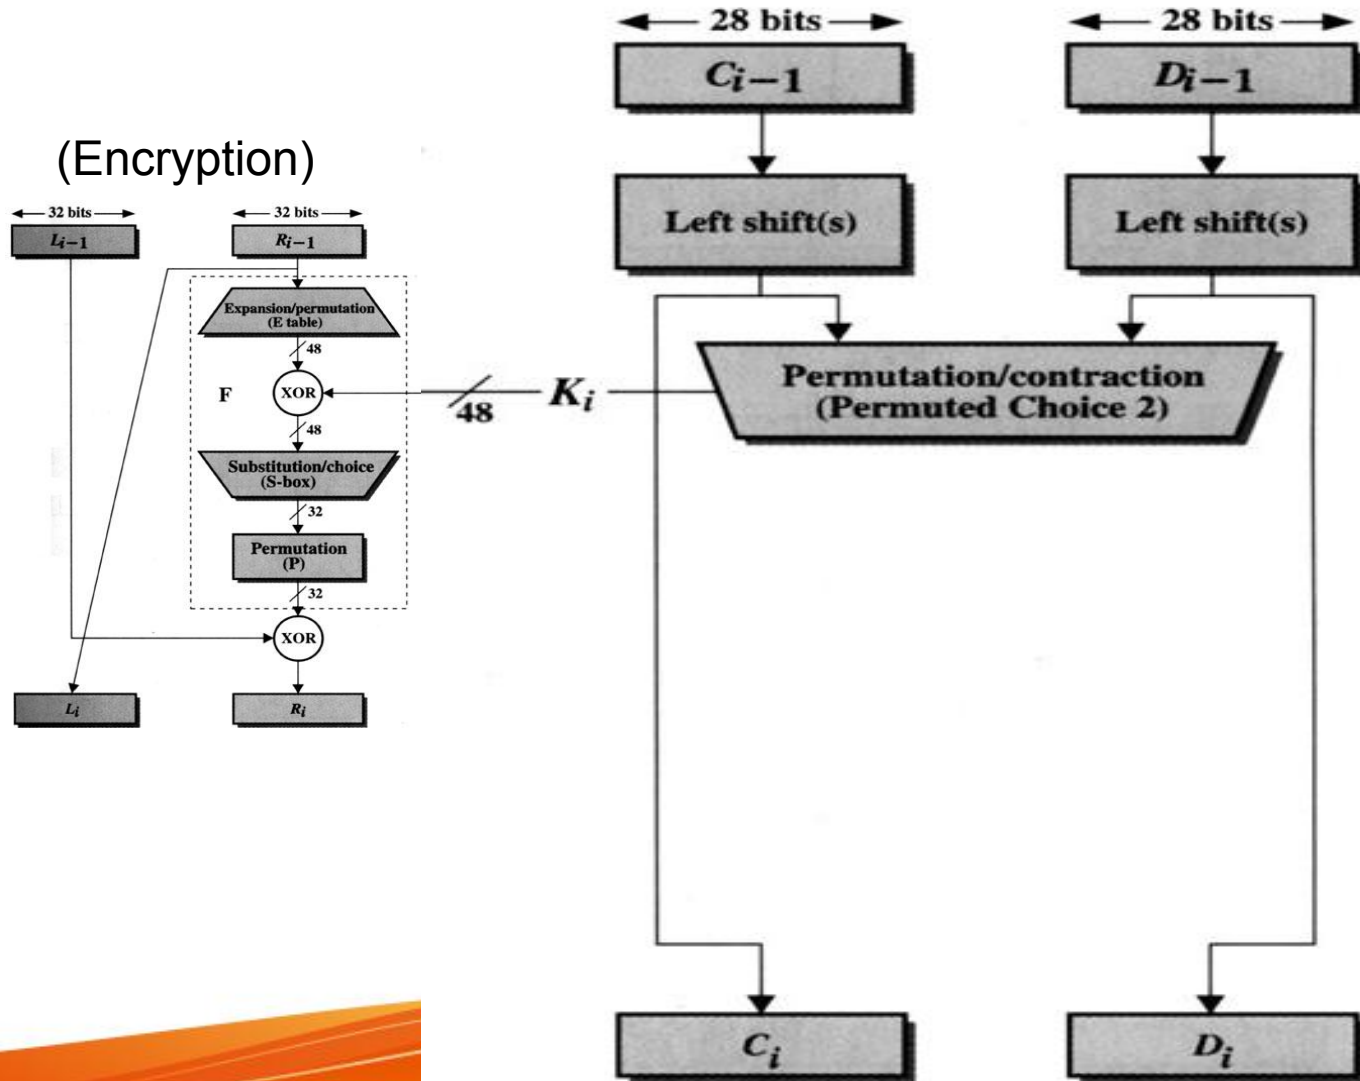 (Encryption)
32 bits
32 bits
Li−1
Ri−1
Expansion/permutation
(E table)
48
F
XOR
48
Substitution/choice
(S-box)
32
Permutation
(P)
32
XOR
Li
Ri
28 bits
28 bits
Ci−1
Di−1
Left shift(s)
Left shift(s)
Permutation/contraction
(Permuted Choice 2)
Ki
48
Ci
Di